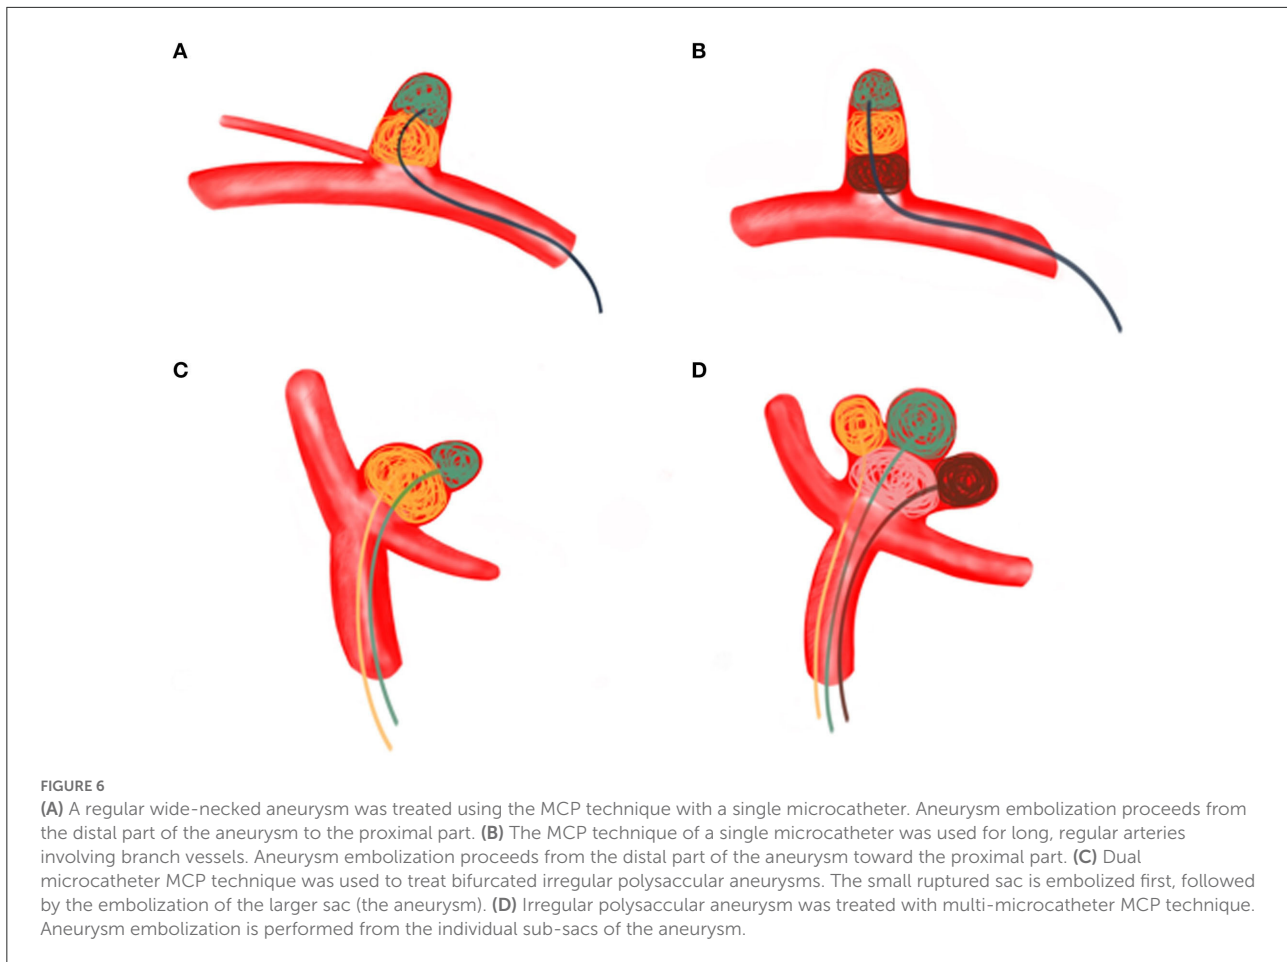 A
B
C
D
FIGURE 6
(A) A regular wide-necked aneurysm was treated using the MCP technique with a single microcatheter. Aneurysm embolization proceeds from
the distal part of the aneurysm to the proximal part. (B) The MCP technique of a single microcatheter was used for long, regular arteries
involving branch vessels. Aneurysm embolization proceeds from the distal part of the aneurysm toward the proximal part. (C) Dual
microcatheter MCP technique was used to treat bifurcated irregular polysaccular aneurysms. The small ruptured sac is embolized first, followed
by the embolization of the larger sac (the aneurysm). (D) Irregular polysaccular aneurysm was treated with multi-microcatheter MCP technique.
Aneurysm embolization is performed from the individual sub-sacs of the aneurysm.